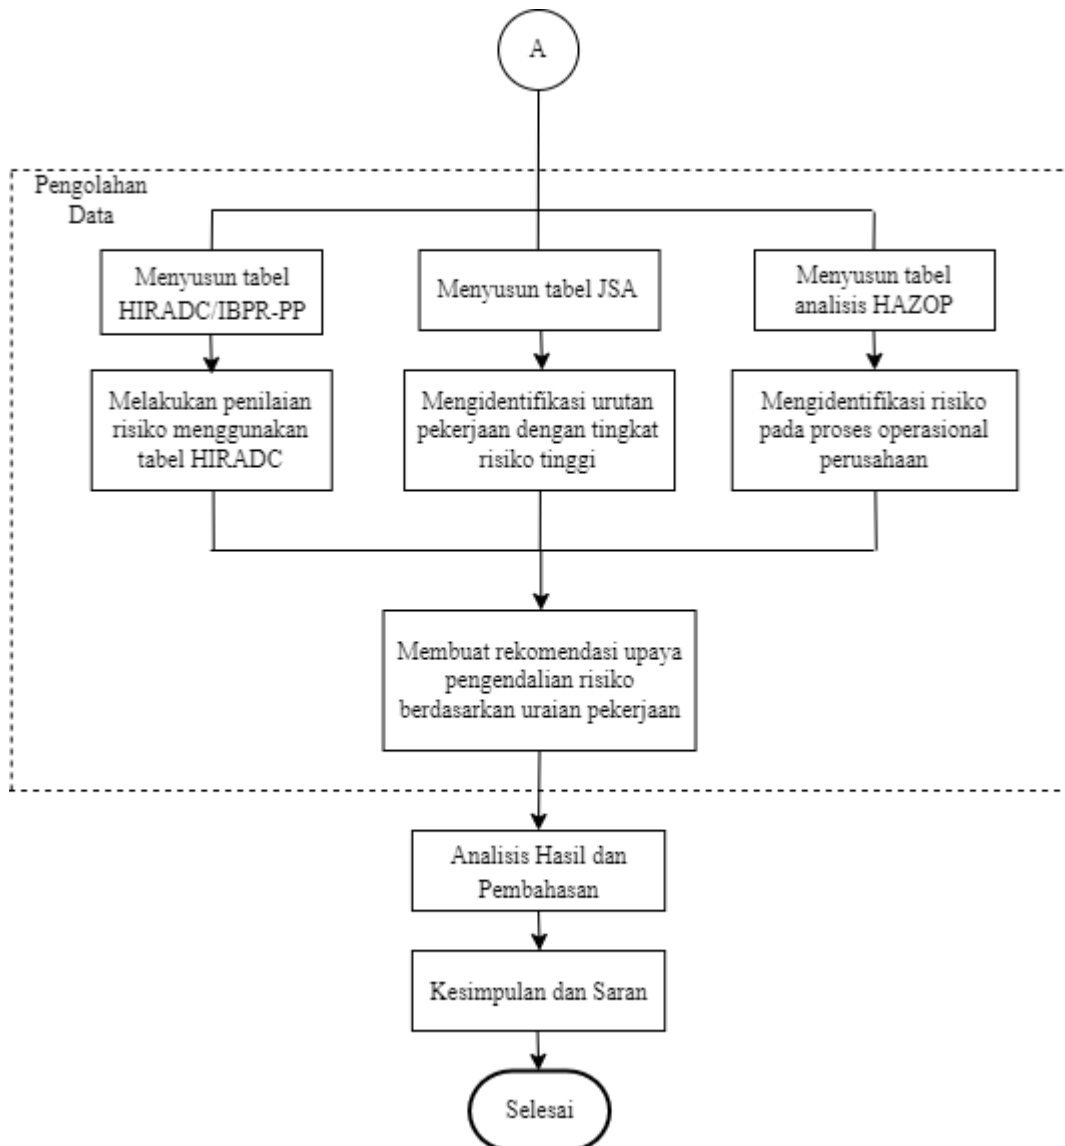 A
Pengolahan
Data
Menyusun tabel
HIRADC/IBPR-PP
Menyusun tabel JSA
Menyusun tabel
analisis HAZOP
Melakukan penilaian
risiko menggunakan
tabel HIRADC
Mengidentifikasi urutan
pekerjaan dengan tingkat
risiko tinggi
Mengidentifikasi risiko
pada proses operasional
perusahaan
Membuat rekomendasi upaya
pengendalian risiko
berdasarkan uraian pekerjaan
Analisis Hasil dan
Pembahasan
Kesimpulan dan Saran
Selesai